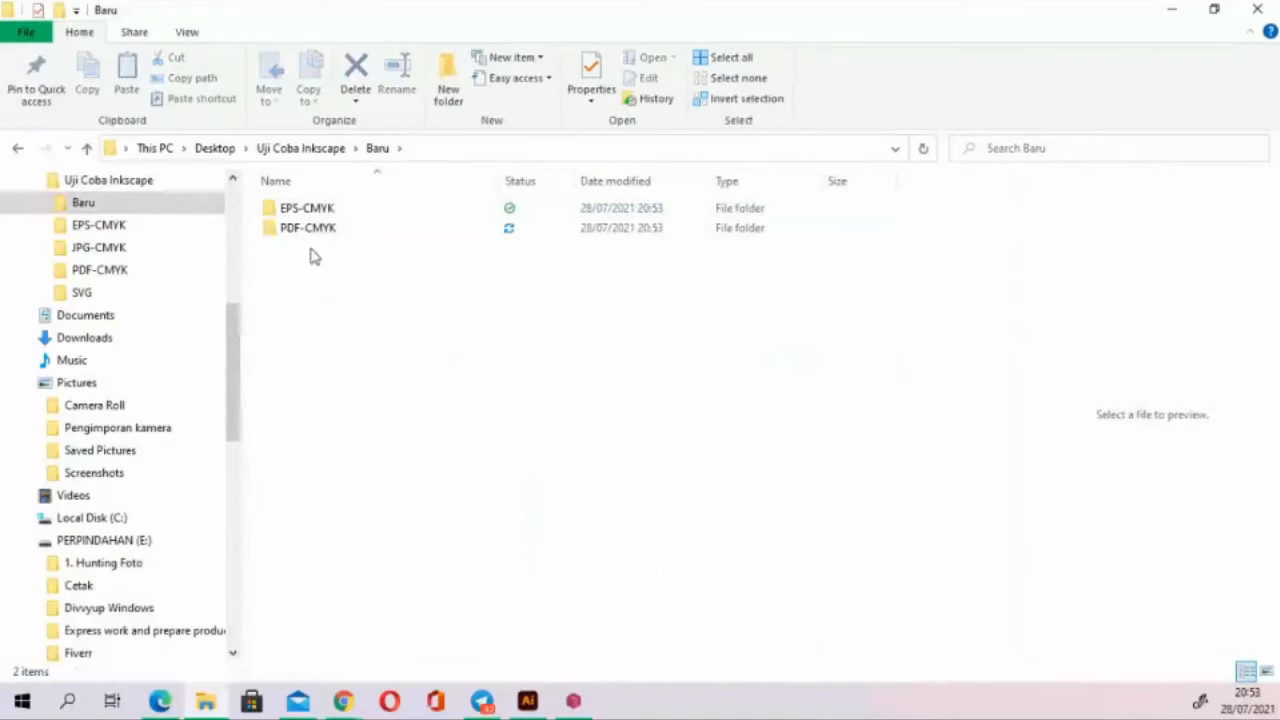 Baru
File Home Share View
Pin to Quick access
Copy
Paste
Cut
Copy path
Paste shortcut
Clipboard
Move to
Copy to
Delete
Rename
Organize
New folder
New item
Easy access
New
Properties
Open
Edit
History
Open
Select all
Select none
Invert selection
Select
This PC > Desktop > Uji Coba Inkscape > Baru >
Search Baru
Uji Coba Inkscape
Baru
EPS-CMYK
JPG-CMYK
PDF-CMYK
SVG
Documents
Downloads
Music
Pictures
Camera Roll
Pengimporan kamera
Saved Pictures
Screenshots
Videos
Local Disk (C:)
PERPINDAHAN (E:)
1. Hunting Foto
Cetak
Divvyup Windows
Express work and prepare produ
Fiverr
Name Status Date modified Type Size
EPS-CMYK 28/07/2021 20:53 File folder
PDF-CMYK 28/07/2021 20:53 File folder
Select a file to preview.
2 items
Ai
20:53
28/07/2021